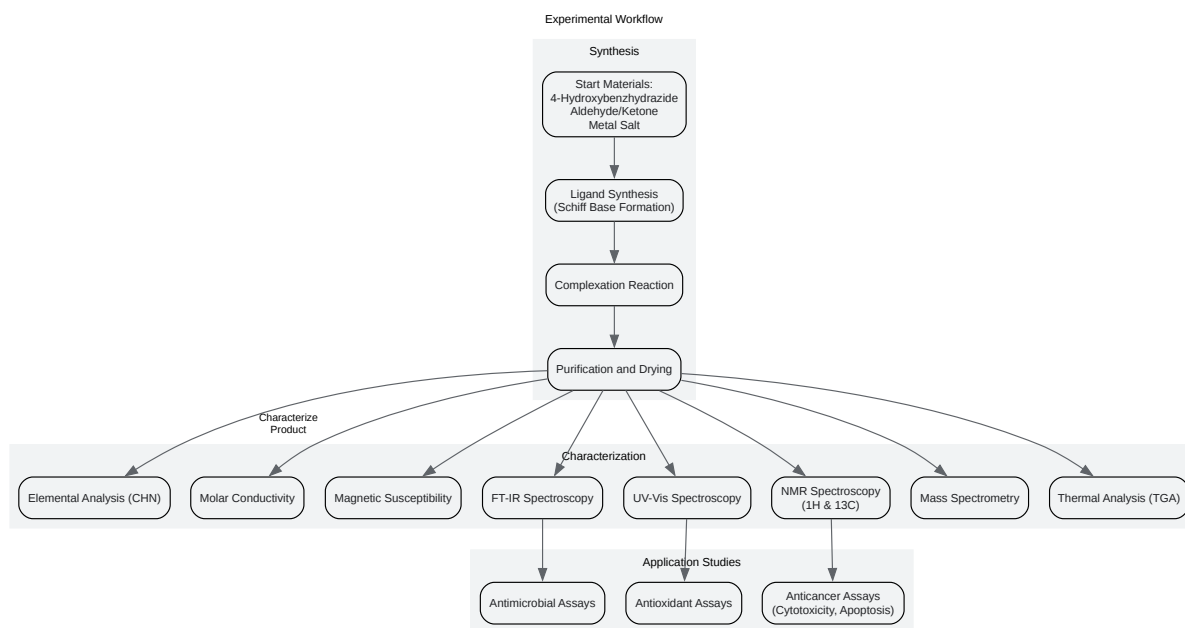 Experimental Workflow
Synthesis
Start Materials:
4-Hydroxybenzhydrazide
Aldehyde/Ketone
Metal Salt
Ligand Synthesis
(Schiff Base Formation)
Complexation Reaction
Purification and Drying
Characterize
Product
Characterization
Elemental Analysis (CHN)
Molar Conductivity
Magnetic Susceptibility
FT-IR Spectroscopy
UV-Vis Spectroscopy
NMR Spectroscopy
(1H & 13C)
Mass Spectrometry
Thermal Analysis (TGA)
Application Studies
Antimicrobial Assays
Antioxidant Assays
Anticancer Assays
(Cytotoxicity, Apoptosis)